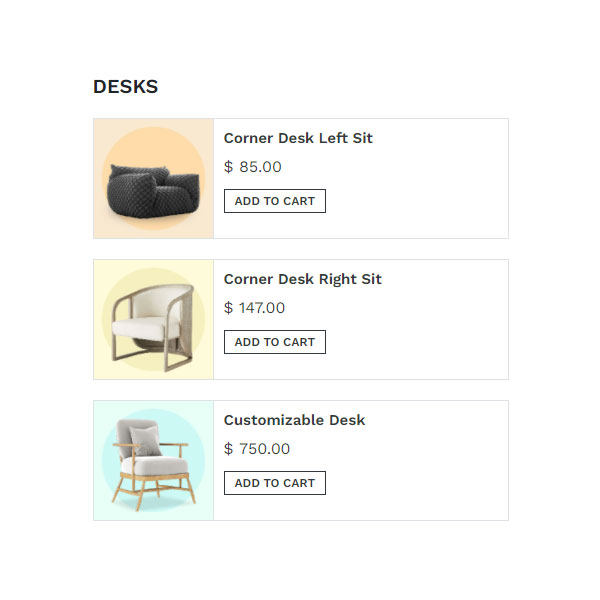 DESKS
Corner Desk Left Sit
$ 85.00
ADD TO CART
Corner Desk Right Sit
$ 147.00
ADD TO CART
Customizable Desk
$ 750.00
ADD TO CART